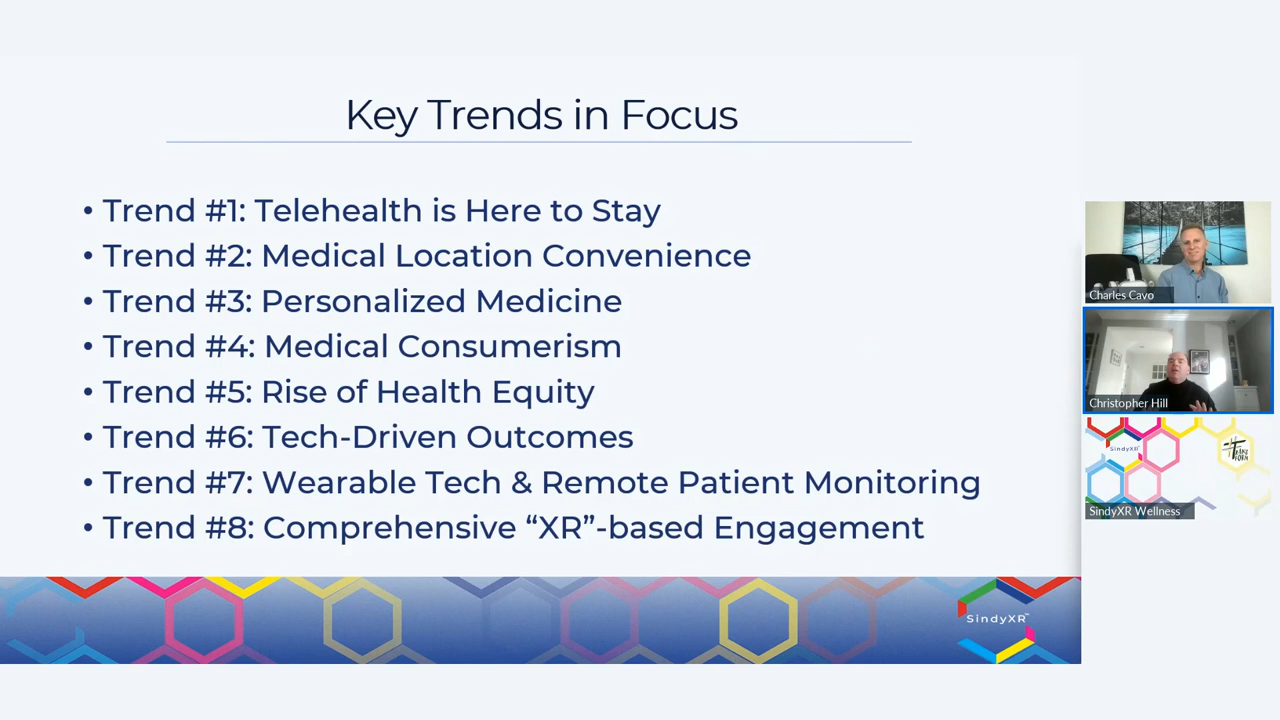 Key Trends in Focus
• Trend #1: Telehealth is Here to Stay
• Trend #2: Medical Location Convenience
• Trend #3: Personalized Medicine
• Trend #4: Medical Consumerism
• Trend #5: Rise of Health Equity
• Trend #6: Tech-Driven Outcomes
• Trend #7: Wearable Tech & Remote Patient Monitoring
• Trend #8: Comprehensive “XR”-based Engagement
SindyXR™
Charles Cavo
Christopher Hill
SindyXR
SindyXR Wellness